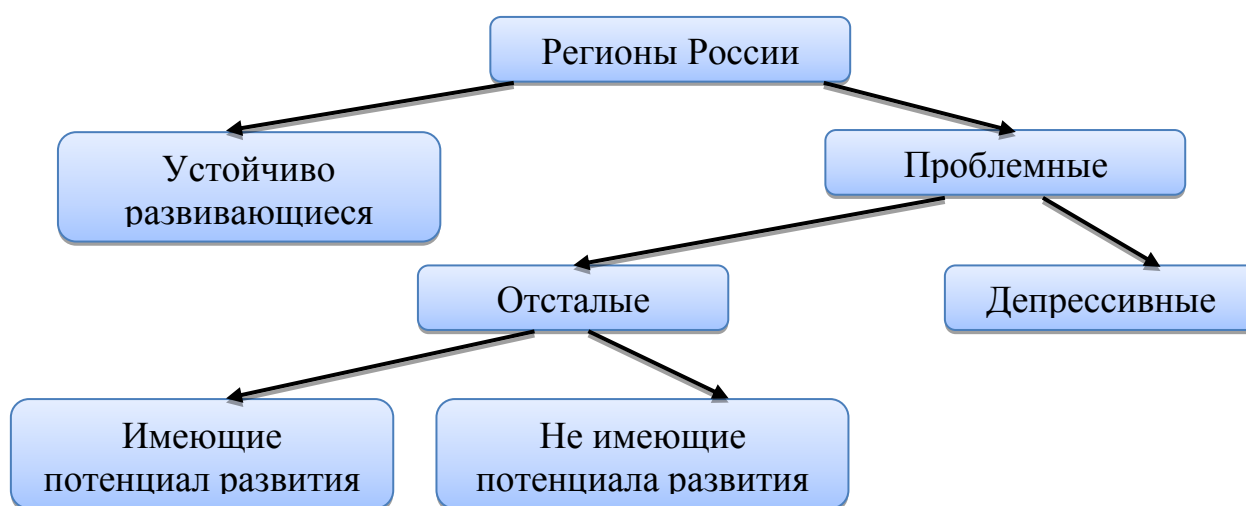 Регионы России
Устойчиво
развивающиеся
Проблемные
Отсталые
Депрессивные
Имеющие
потенциал развития
Не имеющие
потенциала развития